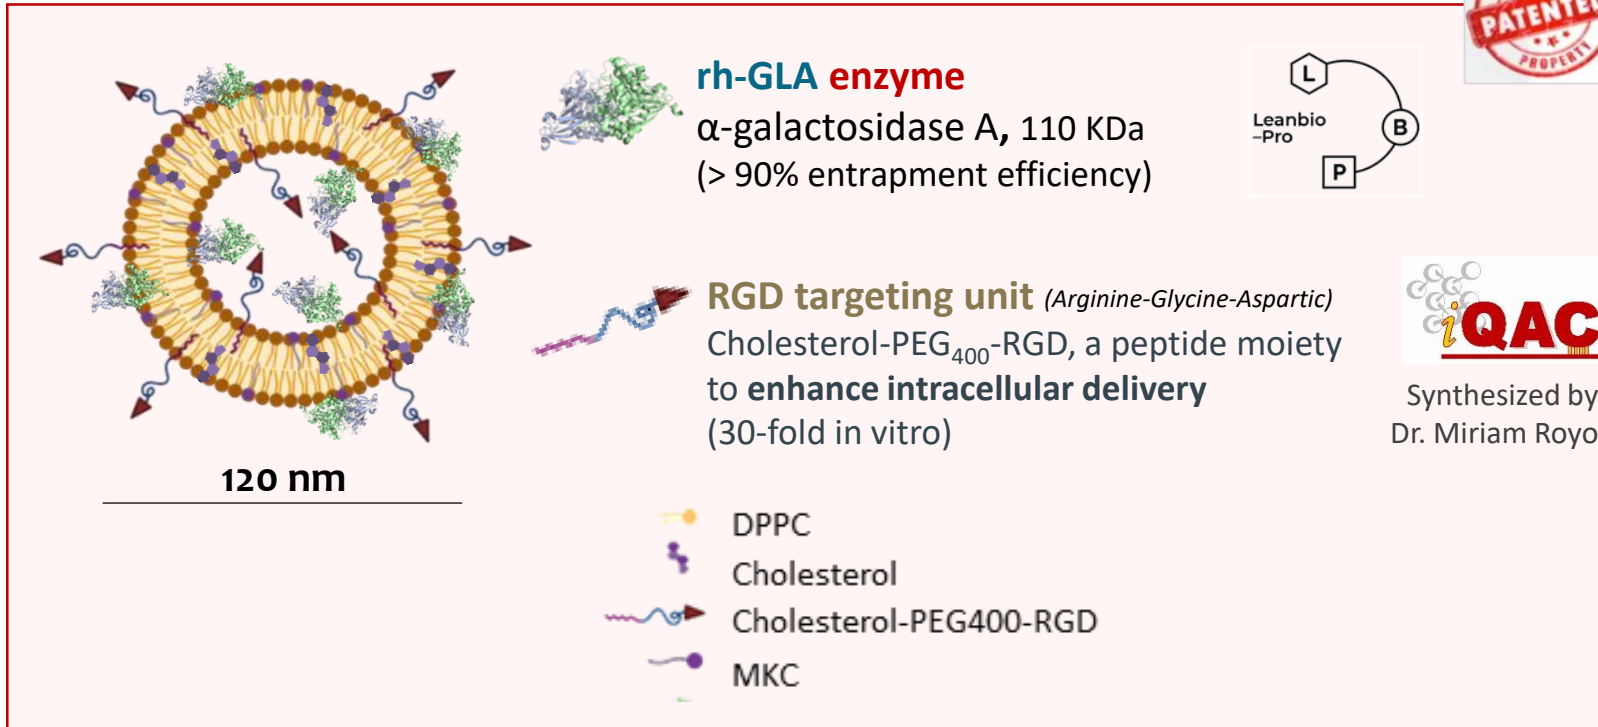 PATENTED
PROPERTY
rh-GLA enzyme
α-galactosidase A, 110 KDa
(> 90% entrapment efficiency)
L
Leanbio
–Pro
B
P
RGD targeting unit (Arginine-Glycine-Aspartic)
Cholesterol-PEG400-RGD, a peptide moiety
to enhance intracellular delivery
(30-fold in vitro)
iQAC
Synthesized by
Dr. Miriam Royo
120 nm
DPPC
Cholesterol
Cholesterol-PEG400-RGD
MKC